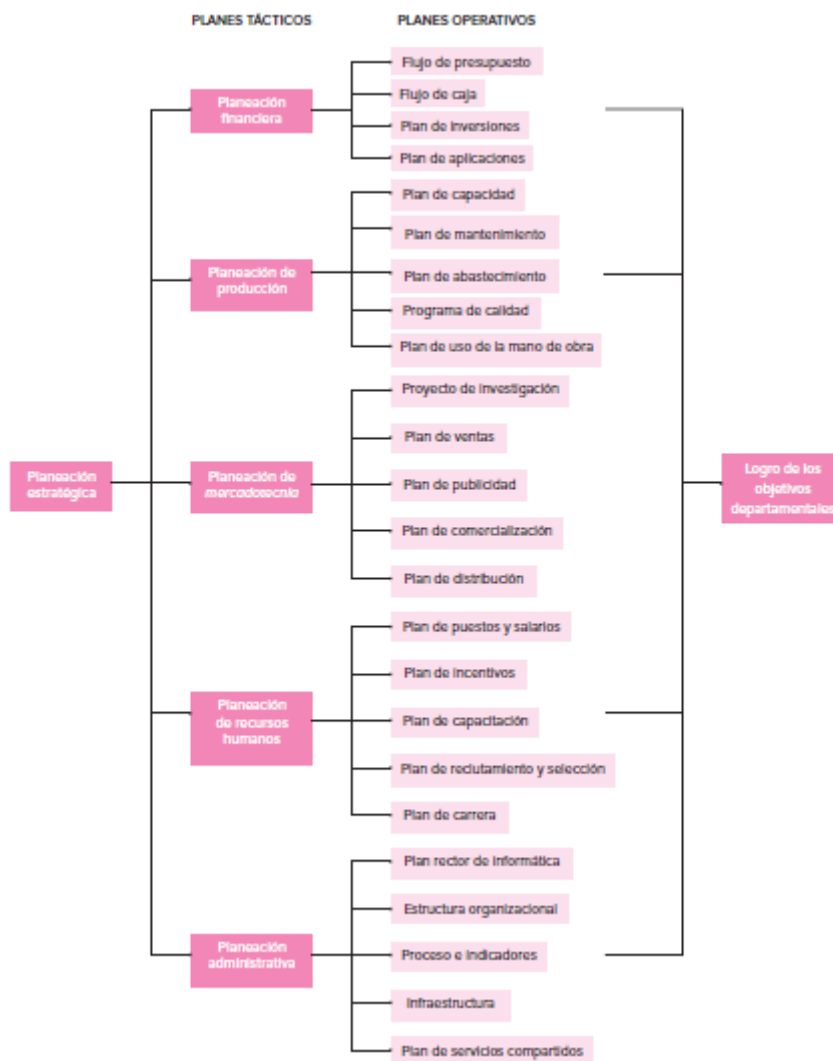 PLANES TÁCTICOS
PLANES OPERATIVOS
Planeación
estratégica
Planeación
financiera
Flujo de presupuesto
Flujo de caja
Plan de inversiones
Plan de aplicaciones
Planeación de
producción
Plan de capacidad
Plan de mantenimiento
Plan de abastecimiento
Programa de calidad
Plan de uso de la mano de obra
Planeación de
mercadotecnia
Proyecto de investigación
Plan de ventas
Plan de publicidad
Plan de comercialización
Plan de distribución
Planeación
de recursos
humanos
Plan de puestos y salarios
Plan de incentivos
Plan de capacitación
Plan de reclutamiento y selección
Plan de carrera
Planeación
administrativa
Plan rector de informática
Estructura organizacional
Proceso e indicadores
Infraestructura
Plan de servicios compartidos
Logro de los
objetivos
departamentales